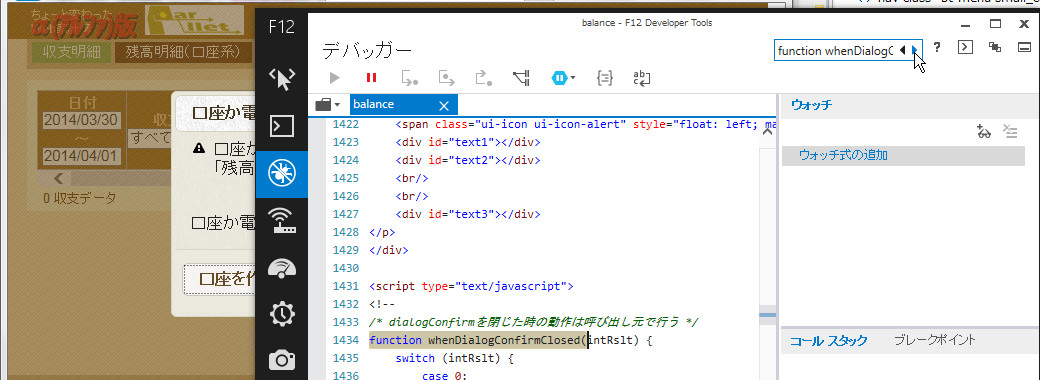 ちょっと変わった
α(アルファ)版
Par
llet
収支明細
残高明細(口座系)
日付
2014/03/30
～
2014/04/01
収
すべて
0 収支データ
口座か電
口座か
「残高
口座か電
口座を作
F12
balance - F12 Developer Tools
デバッガー
function whenDialogC
?
balance
1422 <span class="ui-icon ui-icon-alert" style="float: left; ma
1423 <div id="text1"></div>
1424 <div id="text2"></div>
1425 <br/>
1426 <br/>
1427 <div id="text3"></div>
1428 </p>
1429 </div>
1430
1431 <script type="text/javascript">
1432 <!--
1433 /* dialogConfirmを閉じた時の動作は呼び出し元で行う */
1434 function whenDialogConfirmClosed(intRslt) {
1435 switch (intRslt) {
1436 case 0:
ウォッチ
ウォッチ式の追加
コール スタック
ブレークポイント